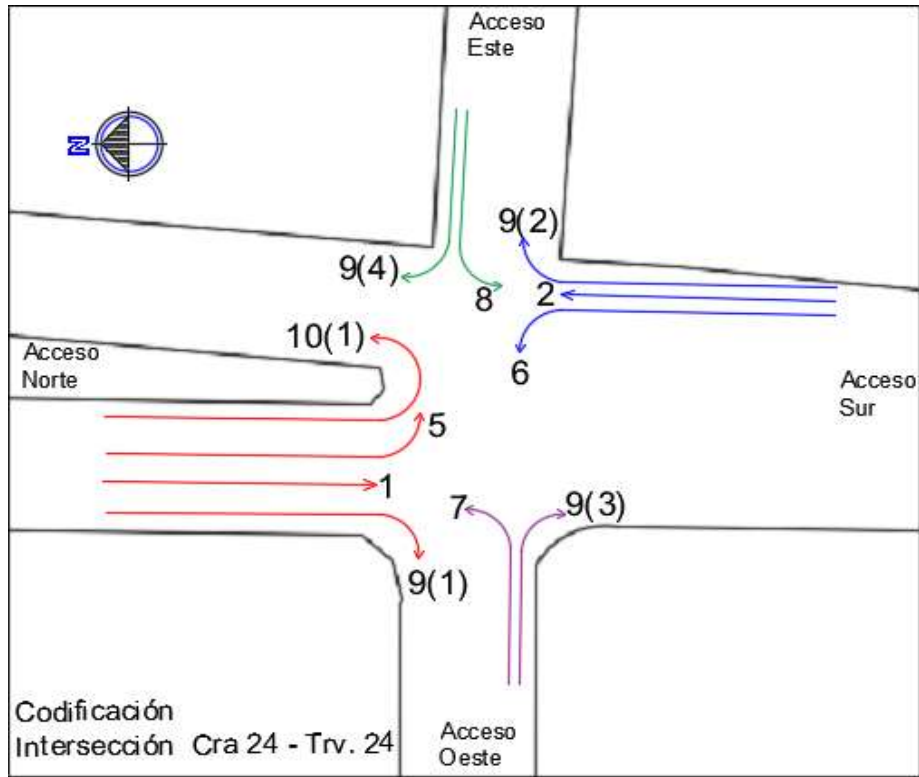 Acceso
Este
N
9(2)
9(4)
8
2
10(1)
Acceso
Norte
6
Acceso
Sur
5
1
7
9(3)
9(1)
Codificación
Intersección Cra 24 - Trv. 24
Acceso
Oeste